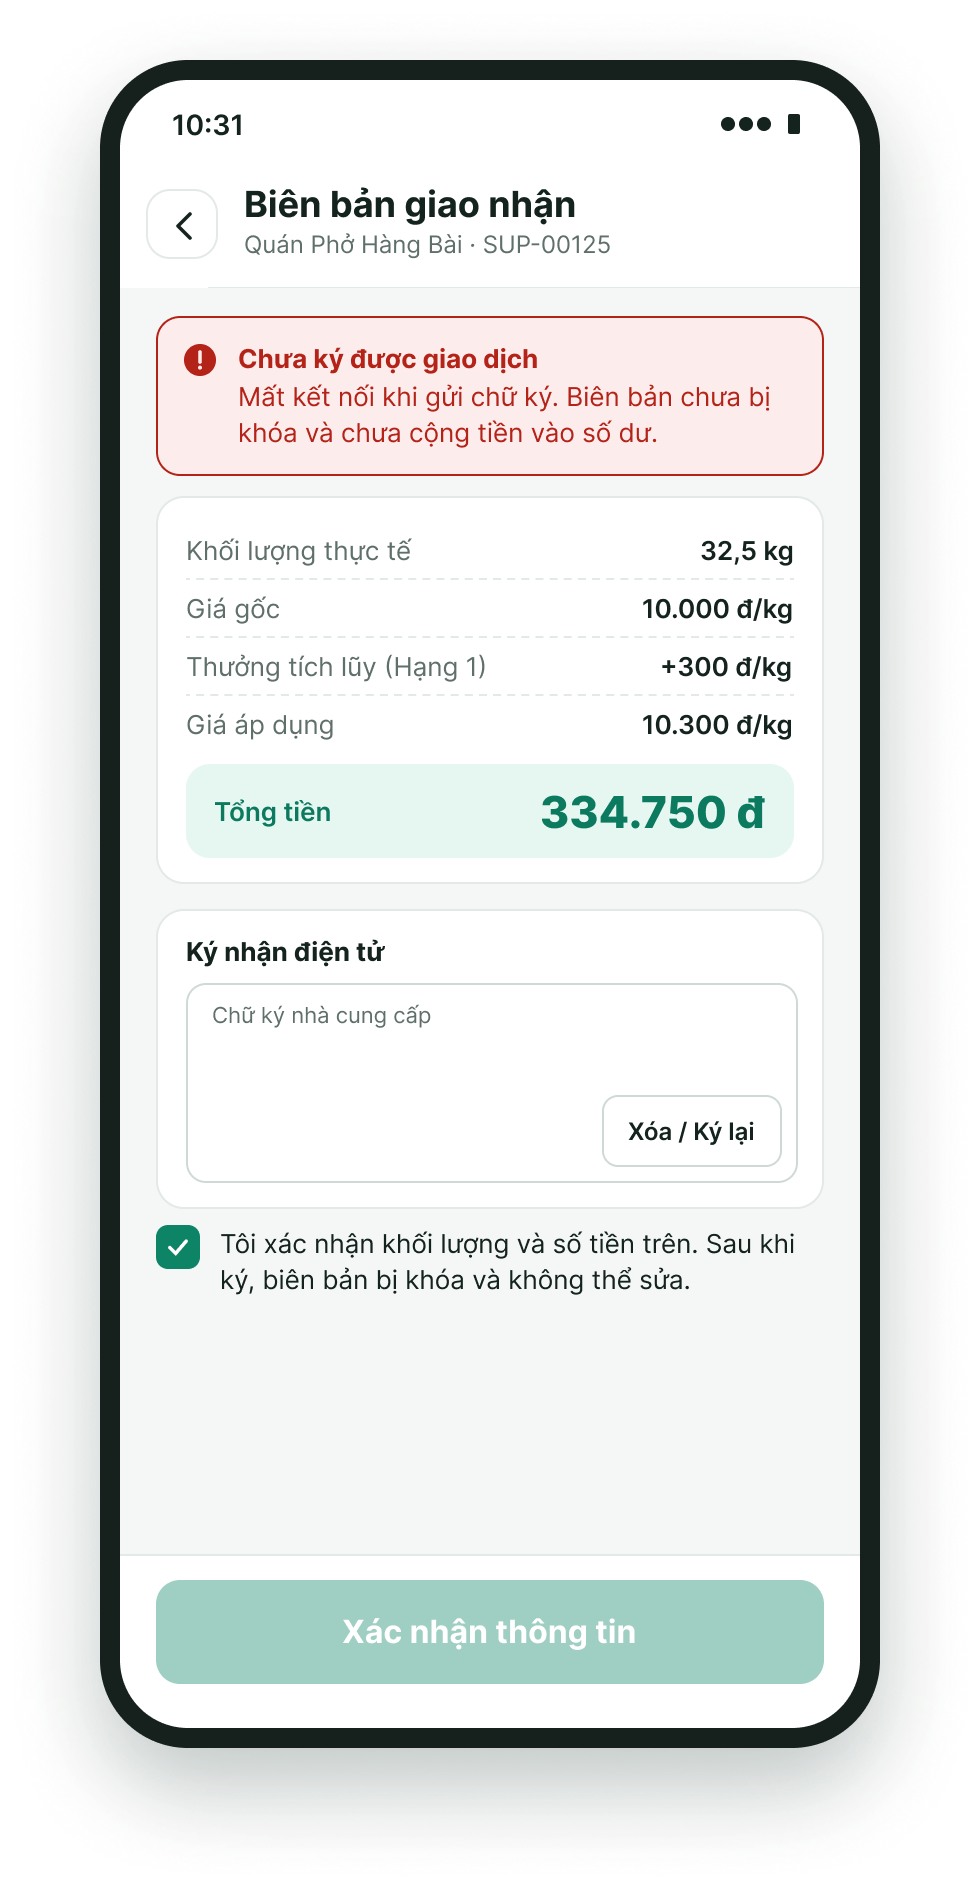 10:31
Biên bản giao nhận
Quán Phở Hàng Bài · SUP-00125
Chưa ký được giao dịch
Mất kết nối khi gửi chữ ký. Biên bản chưa bị
khóa và chưa cộng tiền vào số dư.
Khối lượng thực tế 32,5 kg
Giá gốc 10.000 đ/kg
Thưởng tích lũy (Hạng 1) +300 đ/kg
Giá áp dụng 10.300 đ/kg
Tổng tiền 334.750 đ
Ký nhận điện tử
Chữ ký nhà cung cấp
Xóa / Ký lại
Tôi xác nhận khối lượng và số tiền trên. Sau khi
ký, biên bản bị khóa và không thể sửa.
Xác nhận thông tin